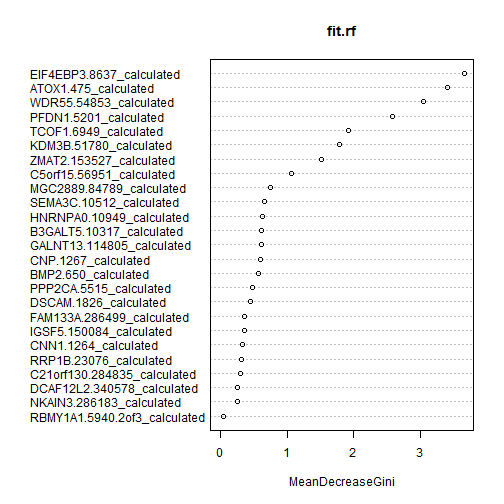 fit.rf
EIF4EBP3.8637_calculated
ATOX1.475_calculated
WDR55.54853_calculated
PFDN1.5201_calculated
TCOF1.6949_calculated
KDM3B.51780_calculated
ZMAT2.153527_calculated
C5orf15.56951_calculated
MGC2889.84789_calculated
SEMA3C.10512_calculated
HNRNPA0.10949_calculated
B3GALT5.10317_calculated
GALNT13.114805_calculated
CNP.1267_calculated
BMP2.650_calculated
PPP2CA.5515_calculated
DSCAM.1826_calculated
FAM133A.286499_calculated
IGSF5.150084_calculated
CNN1.1264_calculated
RRP1B.23076_calculated
C21orf130.284835_calculated
DCAF12L2.340578_calculated
NKAIN3.286183_calculated
RBMY1A1.5940.2of3_calculated
0 1 2 3
MeanDecreaseGini